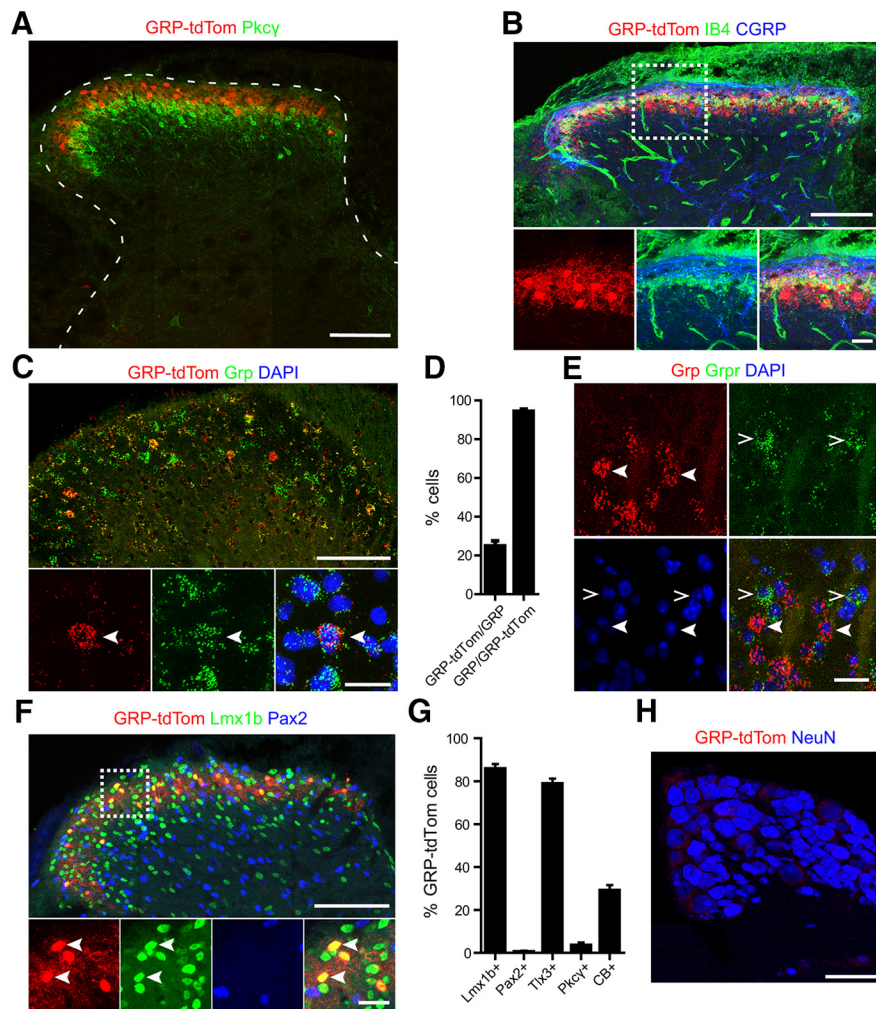 A
GRP-tdTom Pkcγ
B
GRP-tdTom IB4 CGRP
C
GRP-tdTom Grp DAPI
D
% cells
100
80
60
40
20
0
GRP-tdTom/GRP
GRP/GRP-tdTom
E
Grp Grpr DAPI
>
>
>
>
>
>
F
GRP-tdTom Lmx1b Pax2
G
% GRP-tdTom cells
100
80
60
40
20
0
Lmx1b+
Pax2+
Tlx3+
Pkcγ+
CB+
H
GRP-tdTom NeuN